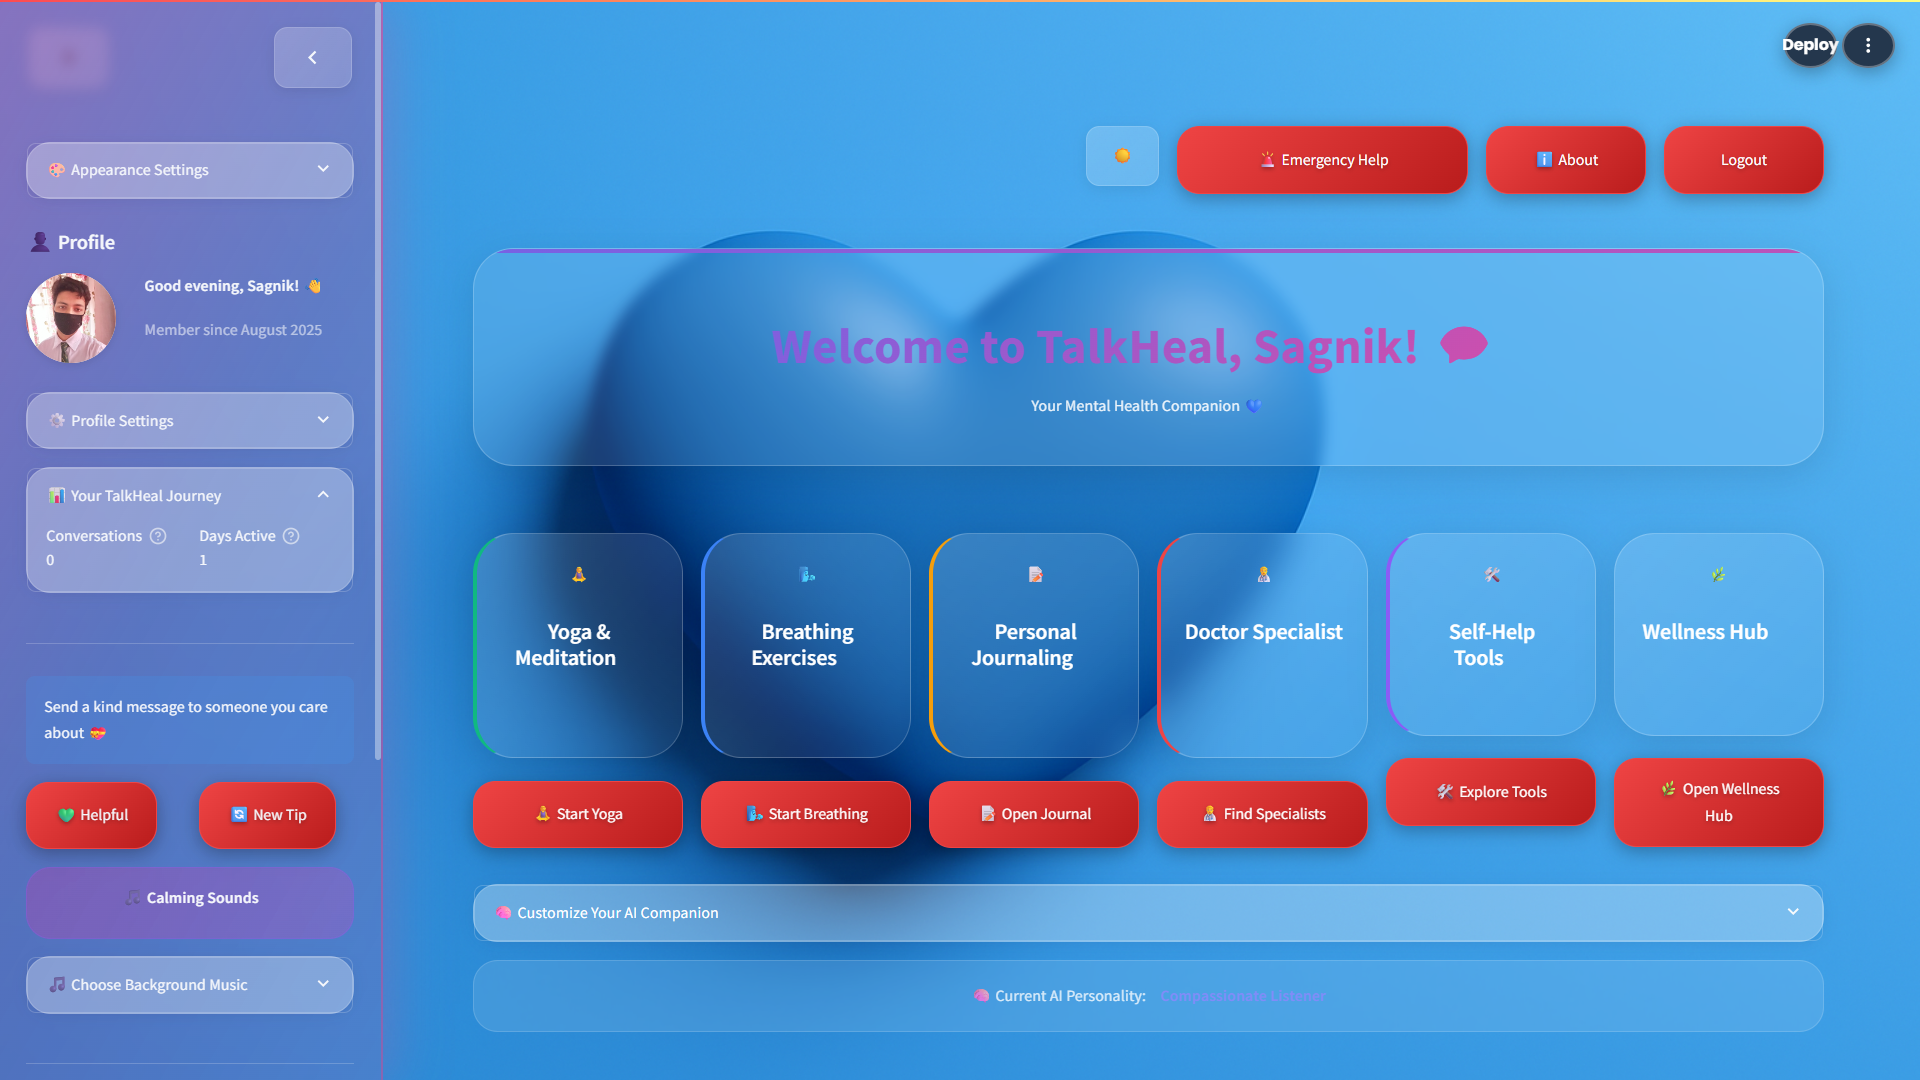 Deploy
Appearance Settings
Emergency Help
About
Logout
Profile
Good evening, Sagnik! 👋
Member since August 2025
Profile Settings
Your TalkHeal Journey
Conversations
Days Active
0
1
Send a kind message to someone you care
about 💝
Helpful
New Tip
Calming Sounds
Choose Background Music
Welcome to TalkHeal, Sagnik!
Your Mental Health Companion 💙
Yoga &
Meditation
Breathing
Exercises
Personal
Journaling
Doctor Specialist
Self-Help
Tools
Wellness Hub
Start Yoga
Start Breathing
Open Journal
Find Specialists
Explore Tools
Open Wellness
Hub
Customize Your AI Companion
Current AI Personality: Compassionate Listener